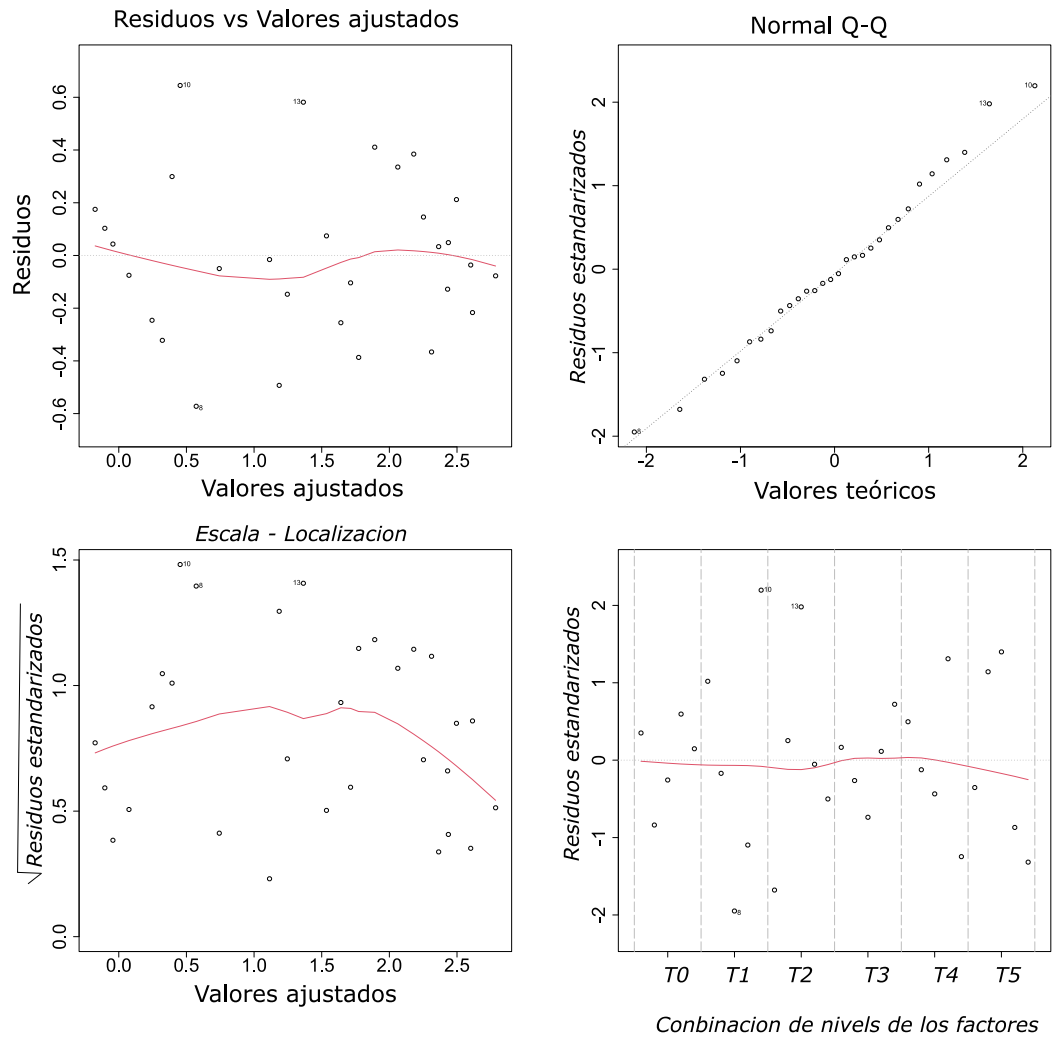 Residuos vs Valores ajustados
Residuos
0.6
0.4
0.2
0.0
-0.2
-0.4
-0.6
10
13
8
0.0 0.5 1.0 1.5 2.0 2.5
Valores ajustados
Normal Q-Q
Residuos estandarizados
2
1
0
-1
-2
10
13
8
-2 -1 0 1 2
Valores teóricos
Escala - Localizacion
√Residuos estandarizados
1.5
1.0
0.5
0.0
10
8
13
0.0 0.5 1.0 1.5 2.0 2.5
Valores ajustados
Residuos estandarizados
2
1
0
-1
-2
10
13
8
T0 T1 T2 T3 T4 T5
Conbinacion de nivels de los factores